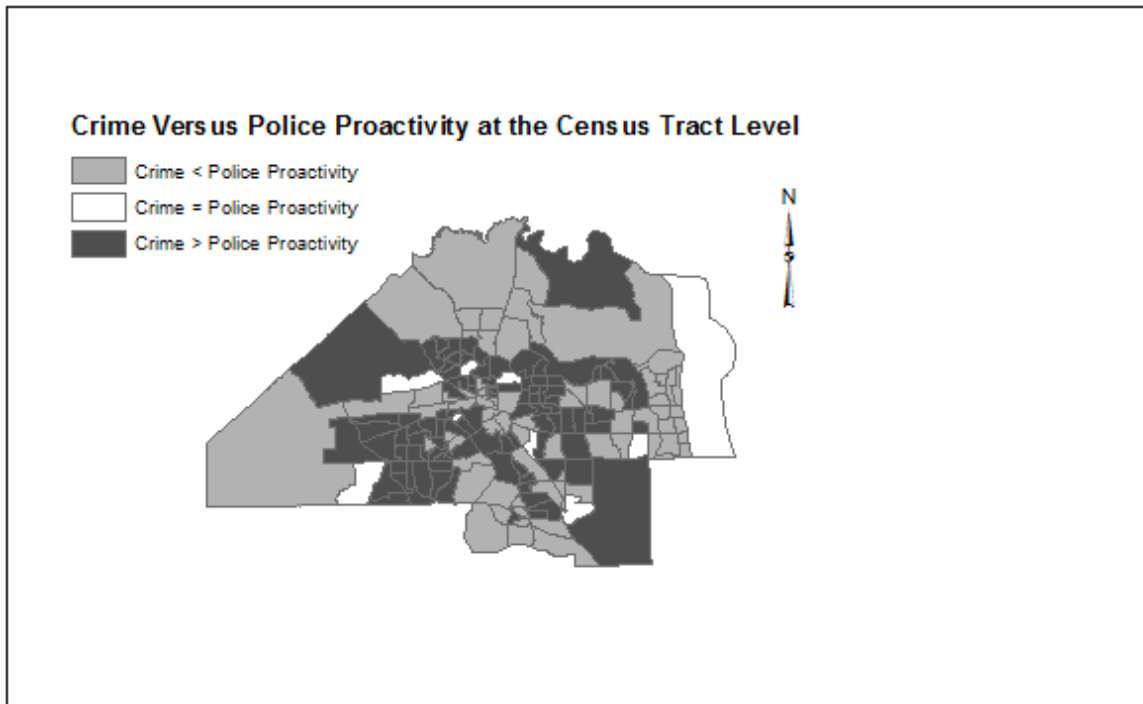 Crime Versus Police Proactivity at the Census Tract Level
Crime < Police Proactivity
Crime = Police Proactivity
Crime > Police Proactivity
N